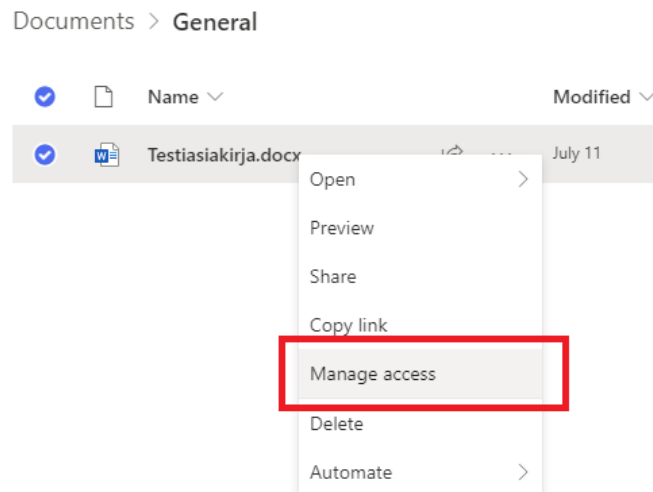 Documents > General
Name
Modified
Testiasiakirja.docx
July 11
Open
Preview
Share
Copy link
Manage access
Delete
Automate